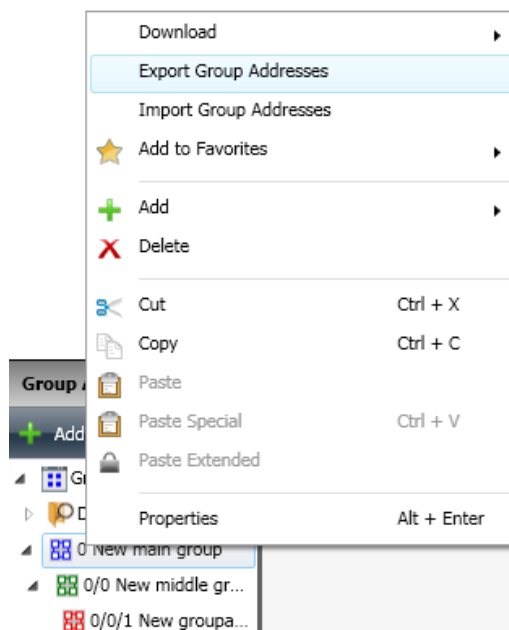 Download
Export Group Addresses
Import Group Addresses
Add to Favorites
Add
Delete
Cut Ctrl + X
Copy Ctrl + C
Paste
Paste Special Ctrl + V
Paste Extended
Properties Alt + Enter
Group
Add
0 New main group
0/0 New middle gr...
0/0/1 New groupa...